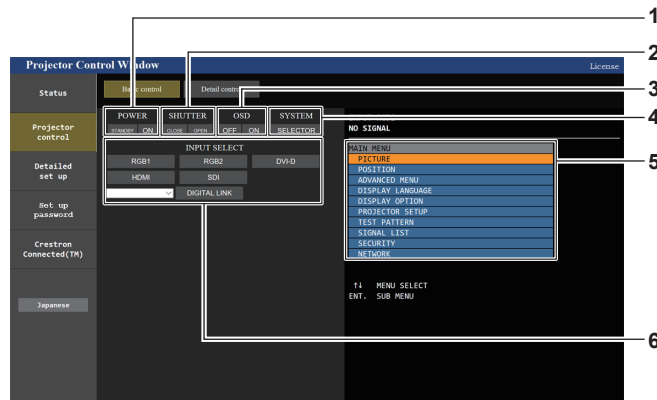 1
2
Projector Control Window License
3
Status Basic control Detail control
4
POWER SHUTTER OSD SYSTEM
STANDBY ON CLOSE OPEN OFF ON SELECTOR
NO SIGNAL
Projector
control
INPUT SELECT
RGB1 RGB2 DVI-D
HDMI SDI
DIGITAL LINK
MAIN MENU
5
PICTURE
POSITION
ADVANCED MENU
DISPLAY LANGUAGE
DISPLAY OPTION
PROJECTOR SETUP
TEST PATTERN
SIGNAL LIST
SECURITY
NETWORK
Detailed
set up
Set up
password
Crestron
Connected(TM)
↑↓ MENU SELECT
ENT. SUB MENU
Japanese
6